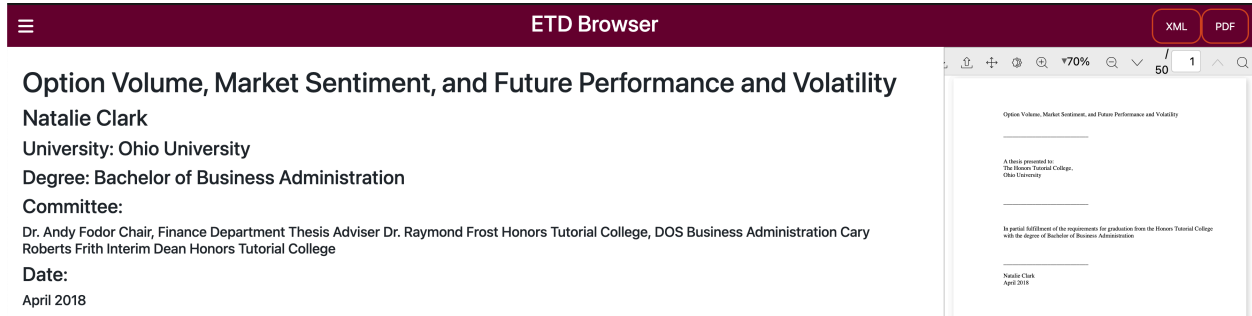 ETD Browser
XML
PDF
Option Volume, Market Sentiment, and Future Performance and Volatility
Natalie Clark
University: Ohio University
Degree: Bachelor of Business Administration
Committee:
Dr. Andy Fodor Chair, Finance Department Thesis Adviser Dr. Raymond Frost Honors Tutorial College, DOS Business Administration Cary
Roberts Frith Interim Dean Honors Tutorial College
Date:
April 2018
70%
/
50
1
Option Volume, Market Sentiment, and Future Performance and Volatility
A thesis presented to:
The Honors Tutorial College,
Ohio University
In partial fulfillment of the requirements for graduation from the Honors Tutorial College
with the degree of Bachelor of Business Administration
Natalie Clark
April 2018